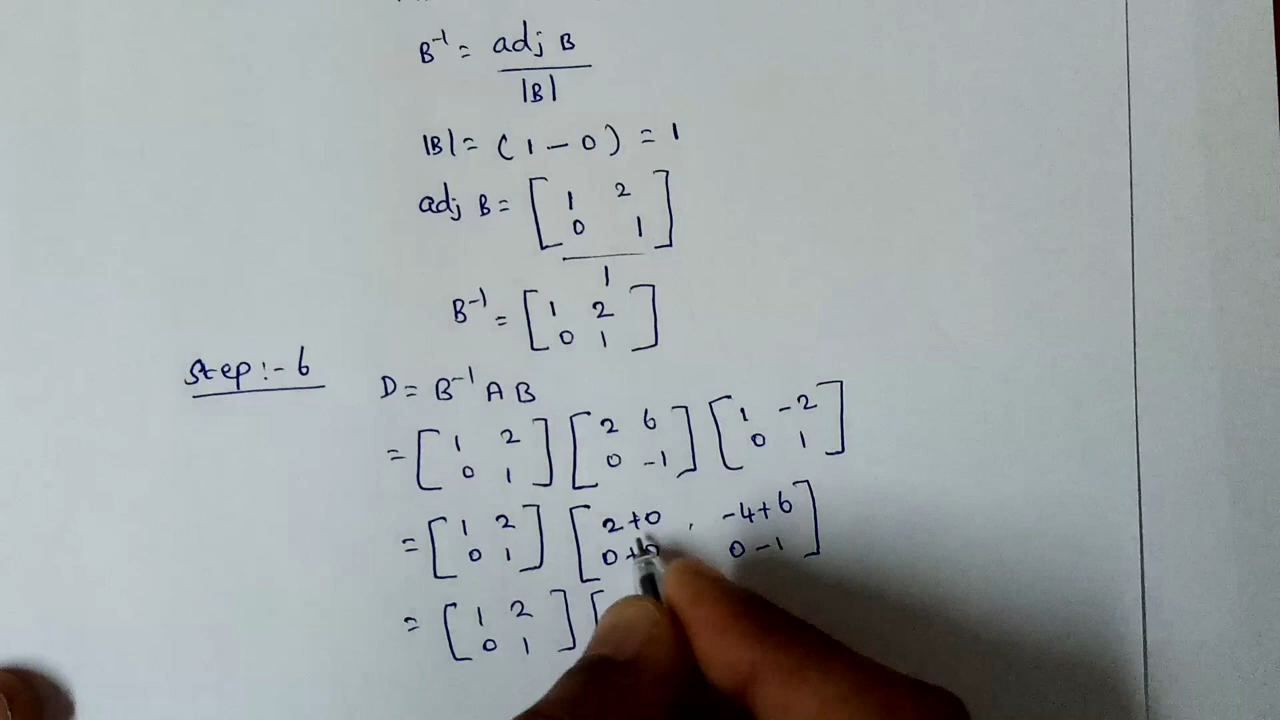 B⁻¹ = adj B
|B|
|B| = (1 - 0) = 1
adj B = [ 1 2
0 1 ]
1
B⁻¹ = [ 1 2
0 1 ]
Step:- 6
D = B⁻¹ A B
= [ 1 2 ] [ 2 6 ] [ 1 -2 ]
0 1 0 -1 0 1
= [ 1 2 ] [ 2+0 , -4+6 ]
0 1 0+0 0-1
= [ 1 2 ] [
0 1